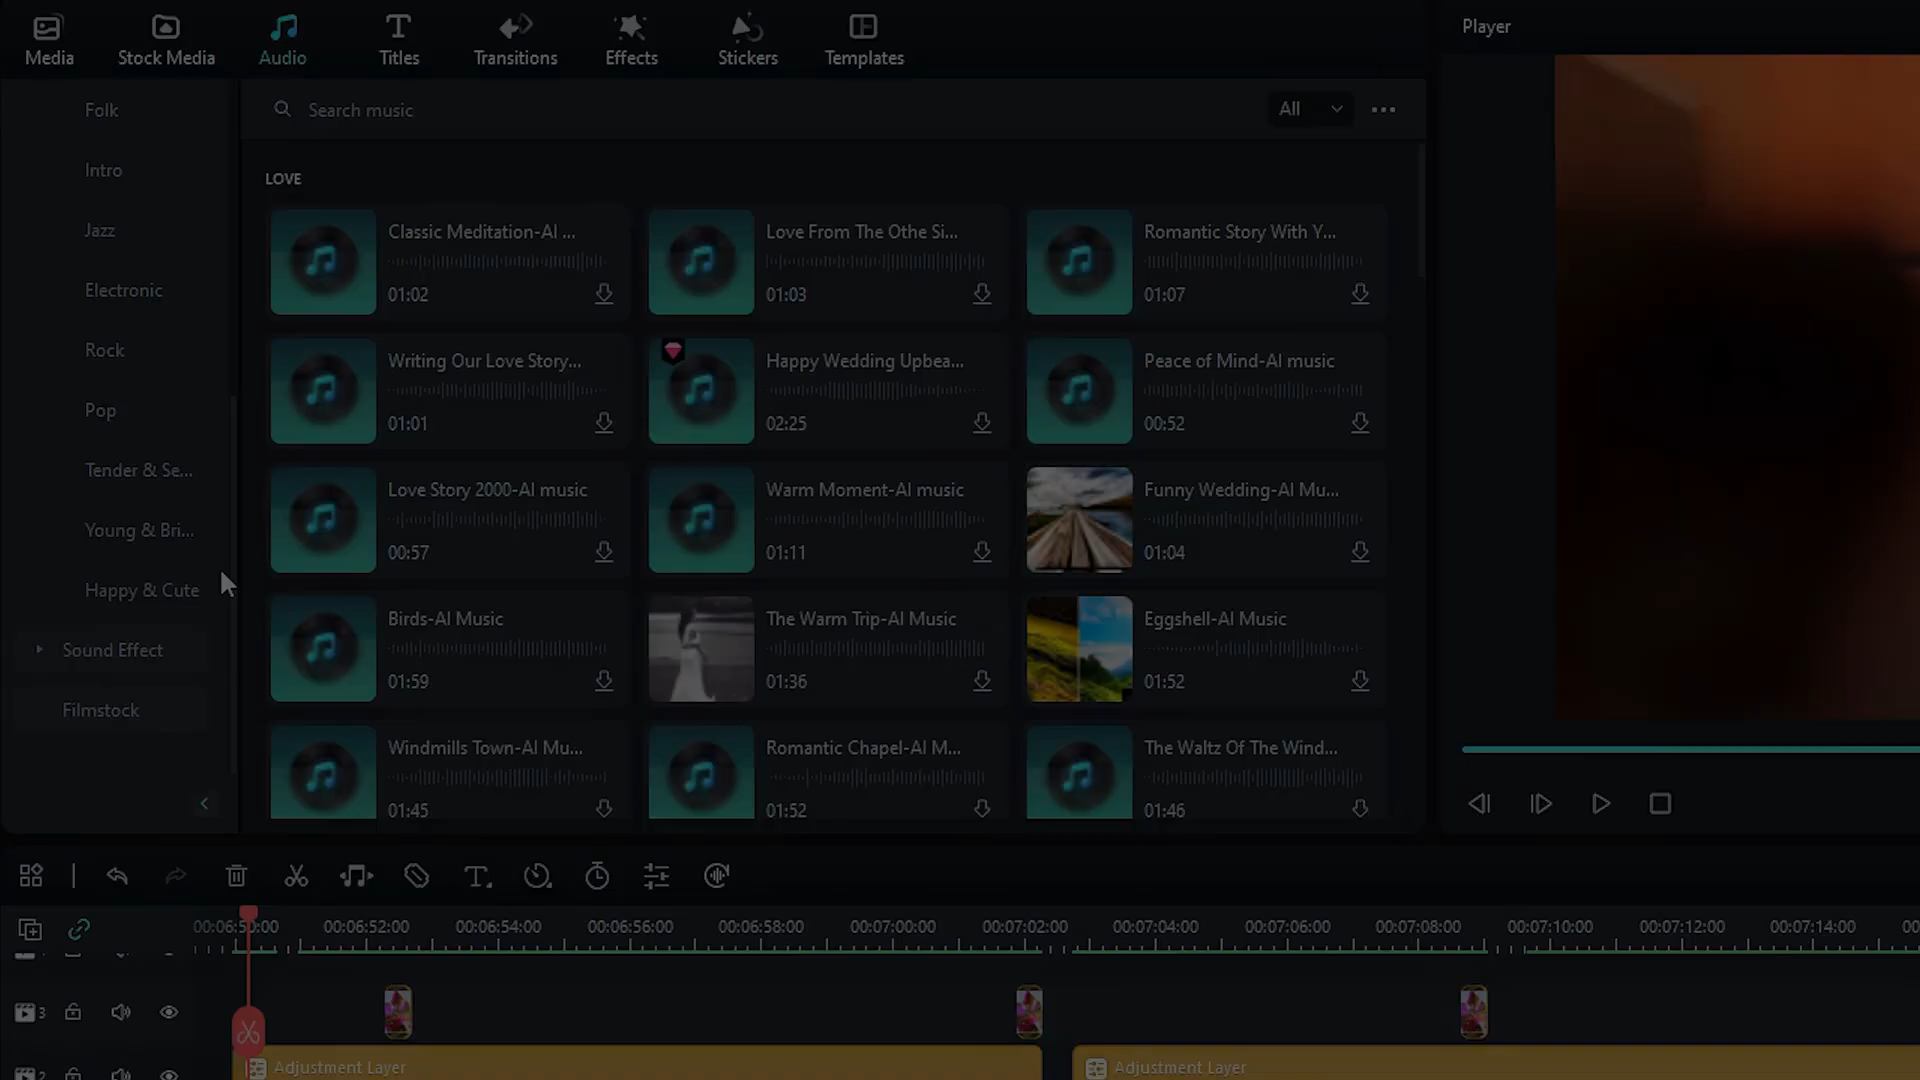 Media
Stock Media
Audio
Titles
Transitions
Effects
Stickers
Templates
Player
Folk
Intro
Jazz
Electronic
Rock
Pop
Tender & Se...
Young & Bri...
Happy & Cute
Sound Effect
Filmstock
Search music
All
LOVE
Classic Meditation-AI ...
01:02
Love From The Othe Si...
01:03
Romantic Story With Y...
01:07
Writing Our Love Story...
01:01
Happy Wedding Upbea...
02:25
Peace of Mind-AI music
00:52
Love Story 2000-AI music
00:57
Warm Moment-AI music
01:11
Funny Wedding-AI Mu...
01:04
Birds-AI Music
01:59
The Warm Trip-AI Music
01:36
Eggshell-AI Music
01:52
Windmills Town-AI Mu...
01:45
Romantic Chapel-AI M...
01:52
The Waltz Of The Wind...
01:46
00:06:50:00
00:06:52:00
00:06:54:00
00:06:56:00
00:06:58:00
00:07:00:00
00:07:02:00
00:07:04:00
00:07:06:00
00:07:08:00
00:07:10:00
00:07:12:00
00:07:14:00
3
2
Adjustment Layer
Adjustment Layer